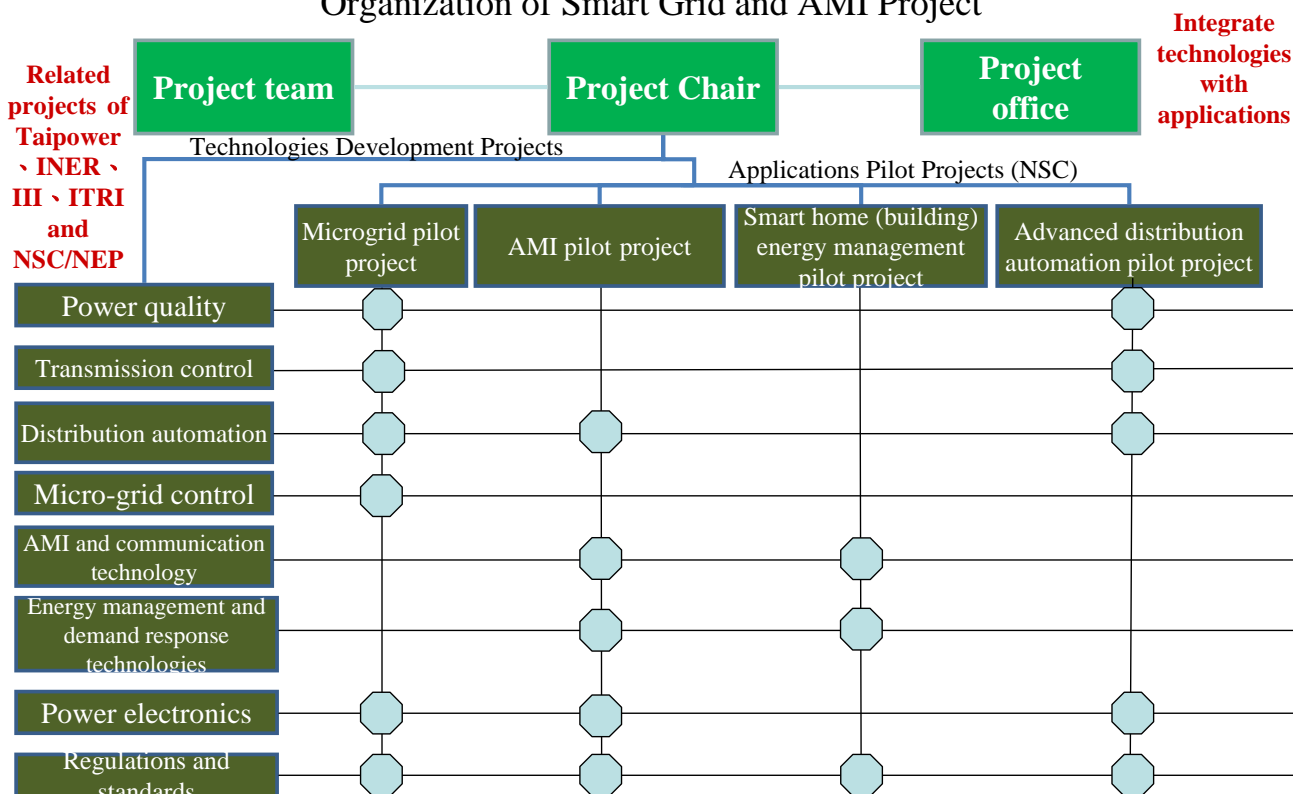 Organization of Smart Grid and AMI Project
Integrate
technologies
with
applications
Related
projects of
Taipower
、INER、
III、ITRI
and
NSC/NEP
Project team
Project Chair
Project
office
Technologies Development Projects
Applications Pilot Projects (NSC)
Microgrid pilot
project
AMI pilot project
Smart home (building)
energy management
pilot project
Advanced distribution
automation pilot project
Power quality
Transmission control
Distribution automation
Micro-grid control
AMI and communication
technology
Energy management and
demand response
technologies
Power electronics
Regulations and
standards